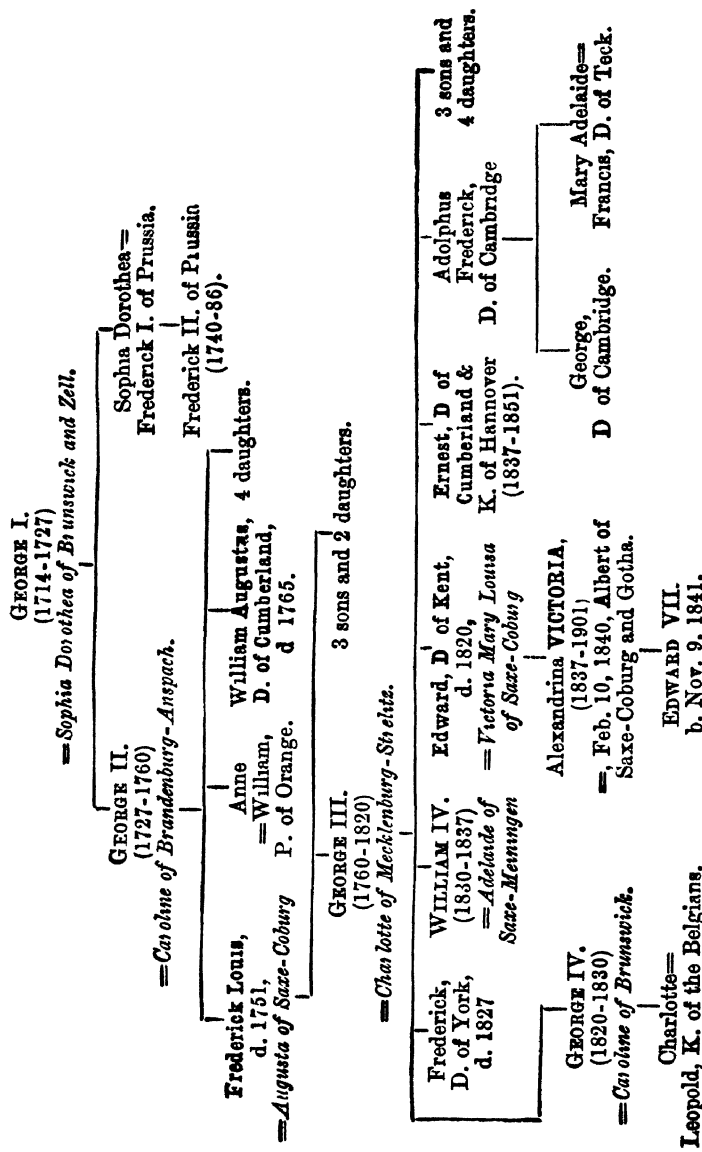 GEORGE I.
(1714-1727)
=Sophia Dorothea of Brunswick and Zell.
GEORGE II.
(1727-1760)
=Caroline of Brandenburg-Anspach.
Sophia Dorothea=
Frederick I. of Prussia.
Frederick II. of Prussia
(1740-86).
Frederick Louis,
d. 1751,
=Augusta of Saxe-Coburg
Anne
=William,
P. of Orange.
William Augustas,
D. of Cumberland,
d 1765.
4 daughters.
GEORGE III.
(1760-1820)
=Charlotte of Mecklenburg-Strelitz.
3 sons and 2 daughters.
Frederick,
D. of York,
d. 1827
WILLIAM IV.
(1830-1837)
=Adelaide of
Saxe-Meiningen
Edward, D of Kent,
d. 1820,
=Victoria Mary Louisa
of Saxe-Coburg
Ernest, D of
Cumberland &
K. of Hannover
(1837-1851).
Adolphus
Frederick,
D. of Cambridge
3 sons and
4 daughters.
GEORGE IV.
(1820-1830)
=Caroline of Brunswick.
Alexandrina VICTORIA,
(1837-1901)
=, Feb. 10, 1840, Albert of
Saxe-Coburg and Gotha.
George,
D of Cambridge.
Mary Adelaide=
Francis, D. of Teck.
Charlotte=
Leopold, K. of the Belgians.
EDWARD VII.
b. Nov. 9. 1841.